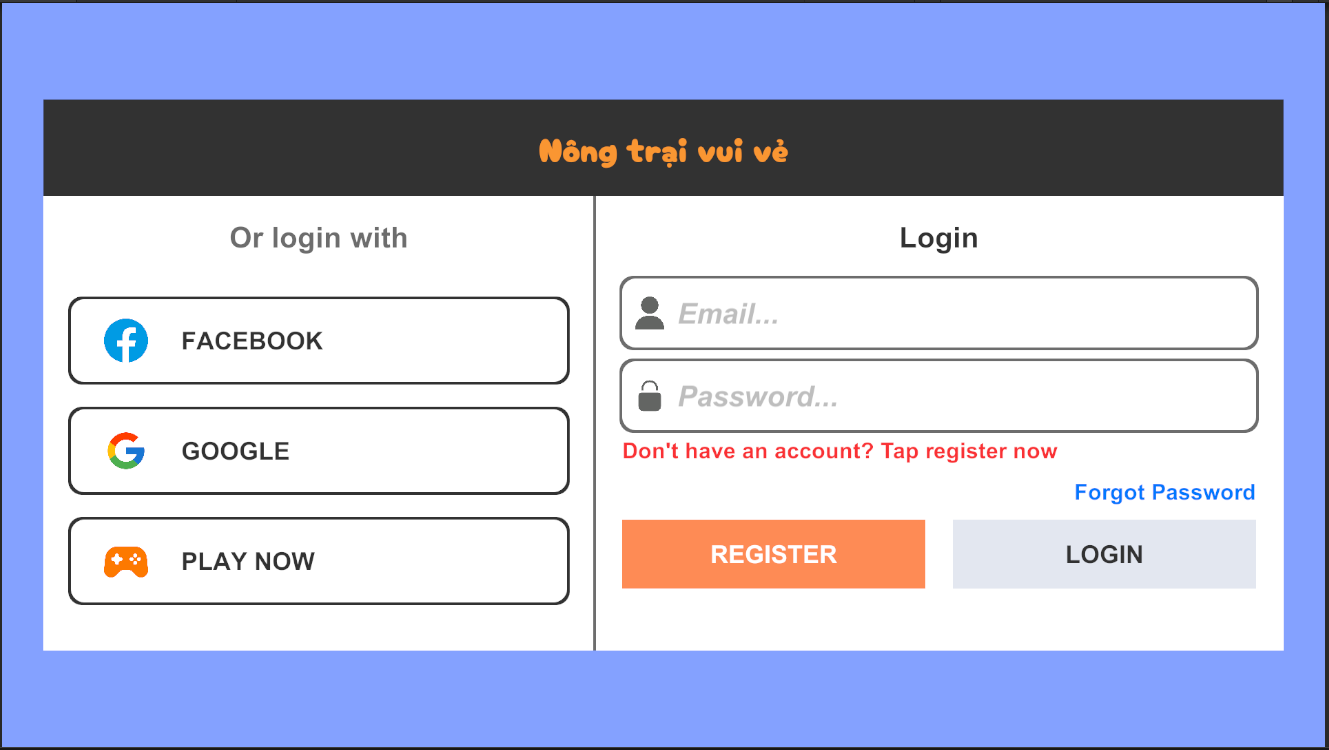 Nông trại vui vẻ
Or login with
FACEBOOK
GOOGLE
PLAY NOW
Login
Email...
Password...
Don't have an account? Tap register now
Forgot Password
REGISTER
LOGIN